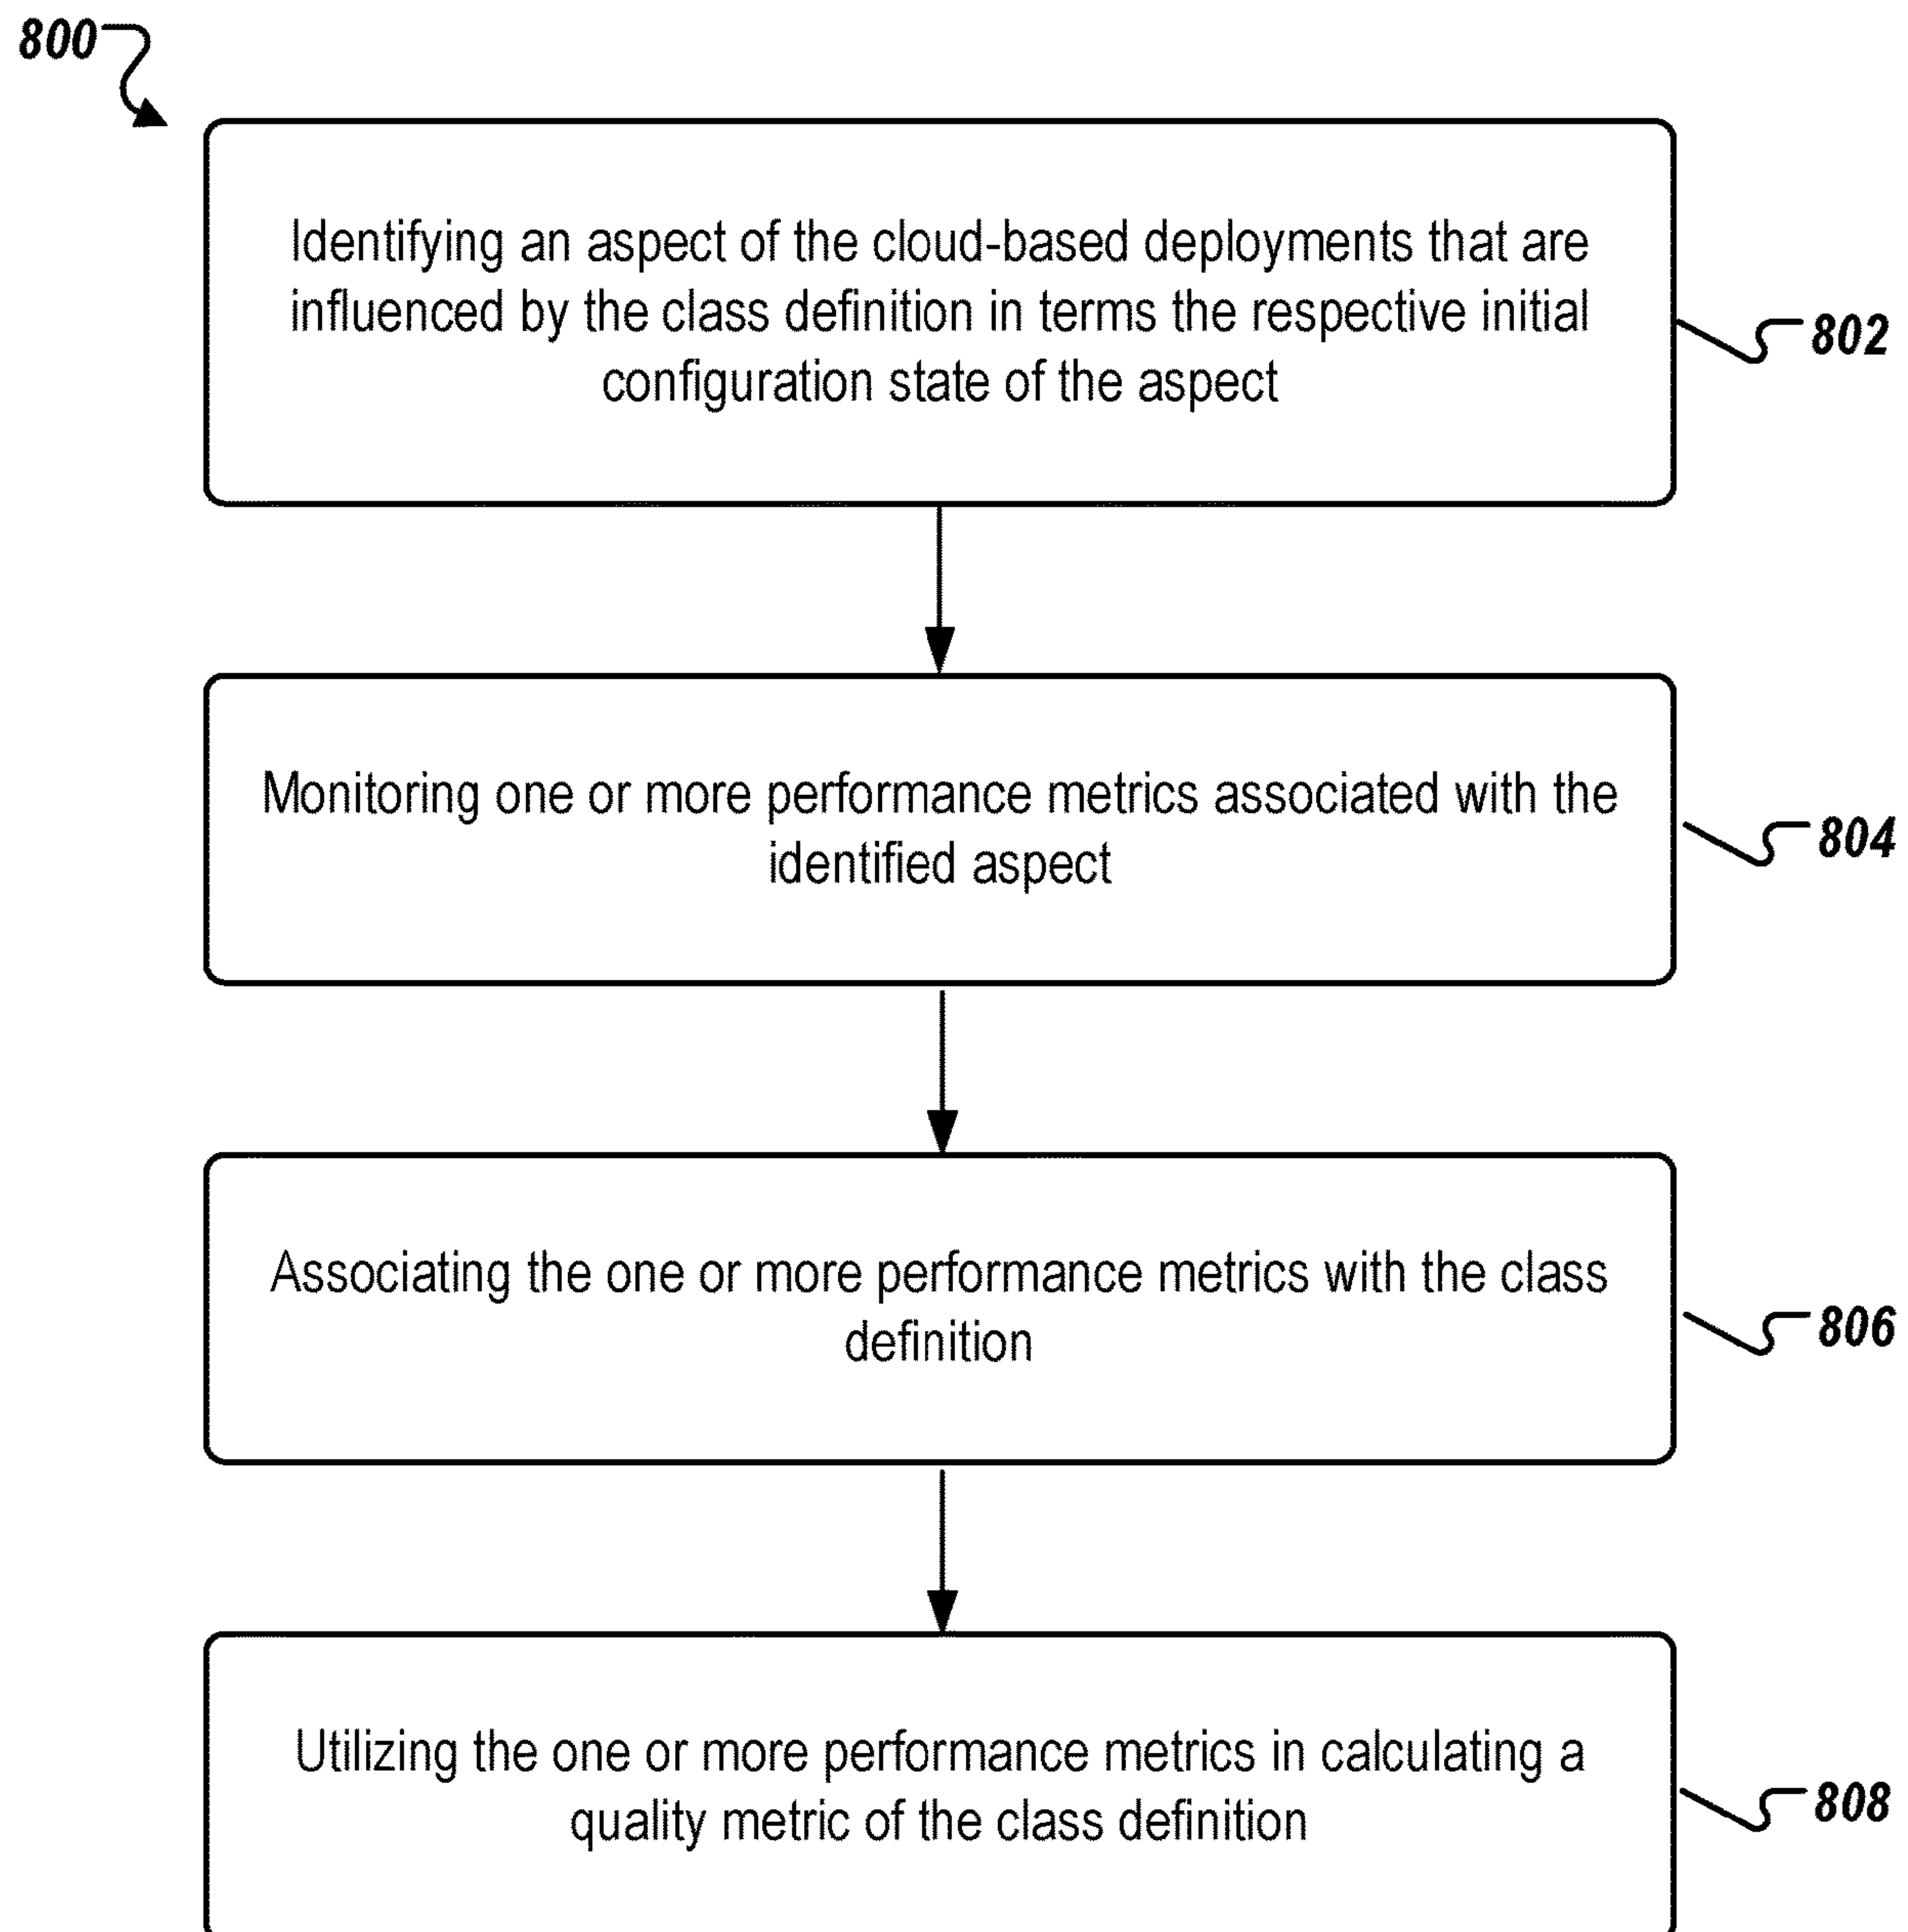 800
Identifying an aspect of the cloud-based deployments that are
influenced by the class definition in terms the respective initial
configuration state of the aspect
802
Monitoring one or more performance metrics associated with the
identified aspect
804
Associating the one or more performance metrics with the class
definition
806
Utilizing the one or more performance metrics in calculating a
quality metric of the class definition
808